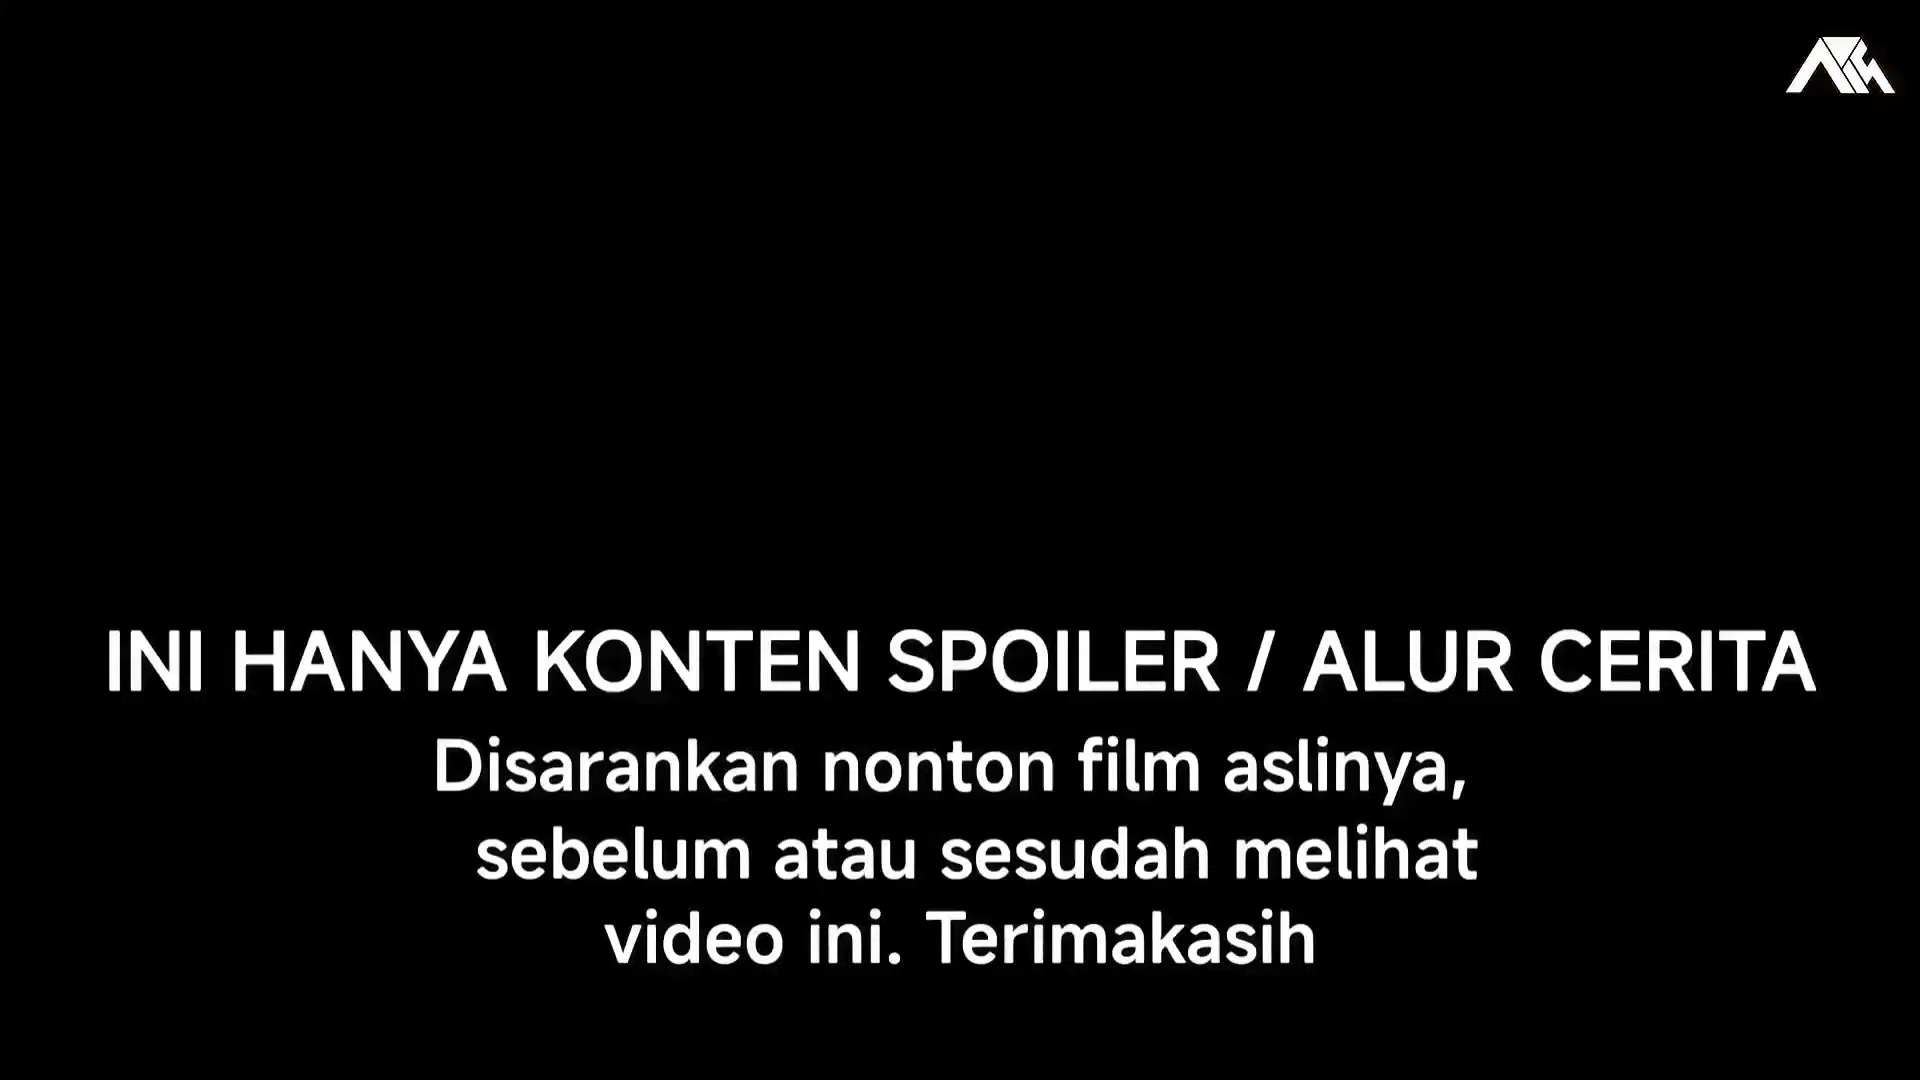 INI HANYA KONTEN SPOILER / ALUR CERITA
Disarankan nonton film aslinya,
sebelum atau sesudah melihat
video ini. Terimakasih